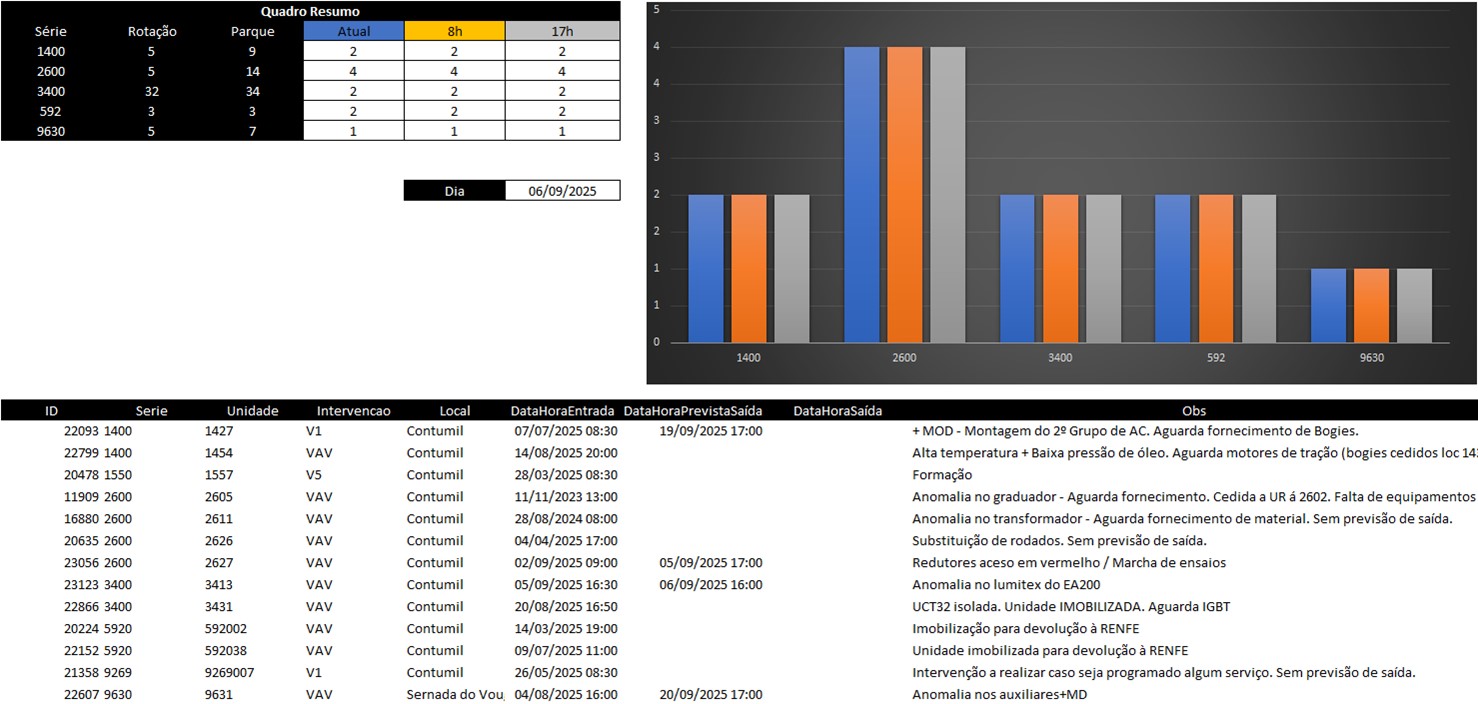 Quadro Resumo
Série Rotação Parque Atual 8h 17h
1400 5 9 2 2 2
2600 5 14 4 4 4
3400 32 34 2 2 2
592 3 3 2 2 2
9630 5 7 1 1 1
Dia 06/09/2025
5
4
4
3
3
2
2
1
1
0
1400 2600 3400 592 9630
ID Serie Unidade Intervencao Local DataHoraEntrada DataHoraPrevistaSaída DataHoraSaída Obs
22093 1400 1427 V1 Contumil 07/07/2025 08:30 19/09/2025 17:00 + MOD - Montagem do 2º Grupo de AC. Aguarda fornecimento de Bogies.
22799 1400 1454 VAV Contumil 14/08/2025 20:00 Alta temperatura + Baixa pressão de óleo. Aguarda motores de tração (bogies cedidos loc
20478 1550 1557 V5 Contumil 28/03/2025 08:30 Formação
11909 2600 2605 VAV Contumil 11/11/2023 13:00 Anomalia no graduador - Aguarda fornecimento. Cedida a UR á 2602. Falta de equipamentos
16880 2600 2611 VAV Contumil 28/08/2024 08:00 Anomalia no transformador - Aguarda fornecimento de material. Sem previsão de saída.
20635 2600 2626 VAV Contumil 04/04/2025 17:00 Substituição de rodados. Sem previsão de saída.
23056 2600 2627 VAV Contumil 02/09/2025 09:00 05/09/2025 17:00 Redutores aceso em vermelho / Marcha de ensaios
23123 3400 3413 VAV Contumil 05/09/2025 16:30 06/09/2025 16:00 Anomalia no lumitex do EA200
22866 3400 3431 VAV Contumil 20/08/2025 16:50 UCT32 isolada. Unidade IMOBILIZADA. Aguarda IGBT
20224 5920 592002 VAV Contumil 14/03/2025 19:00 Imobilização para devolução à RENFE
22152 5920 592038 VAV Contumil 09/07/2025 11:00 Unidade imobilizada para devolução à RENFE
21358 9269 9269007 V1 Contumil 26/05/2025 08:30 Intervenção a realizar caso seja programado algum serviço. Sem previsão de saída.
22607 9630 9631 VAV Sernada do Vou 04/08/2025 16:00 20/09/2025 17:00 Anomalia nos auxiliares+MD